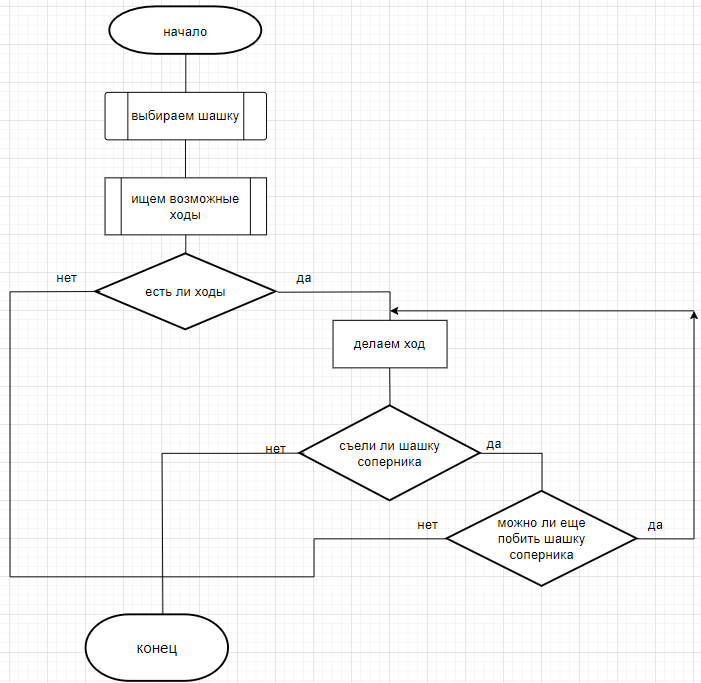 начало
выбираем шашку
ищем возможные
ходы
нет
да
есть ли ходы
делаем ход
нет
съели ли шашку
соперника
да
нет
можно ли еще
побить шашку
соперника
да
конец